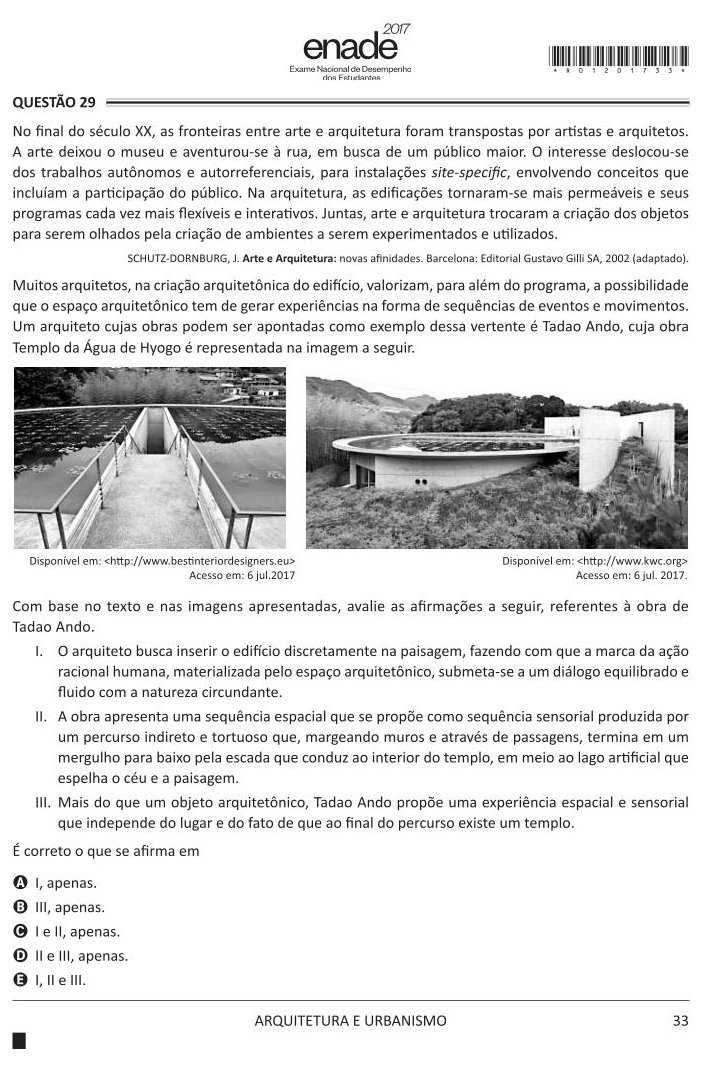 2017
enade
Exame Nacional de Desempenho
dos Estudantes
*R0120173 3*
QUESTÃO 29
No final do século XX, as fronteiras entre arte e arquitetura foram transpostas por artistas e arquitetos.
A arte deixou o museu e aventurou-se à rua, em busca de um público maior. O interesse deslocou-se
dos trabalhos autônomos e autorreferenciais, para instalações site-specific, envolvendo conceitos que
incluíam a participação do público. Na arquitetura, as edificações tornaram-se mais permeáveis e seus
programas cada vez mais flexíveis e interativos. Juntas, arte e arquitetura trocaram a criação dos objetos
para serem olhados pela criação de ambientes a serem experimentados e utilizados.
SCHUTZ-DORNBURG, J. Arte e Arquitetura: novas afinidades. Barcelona: Editorial Gustavo Gilli SA, 2002 (adaptado).
Muitos arquitetos, na criação arquitetônica do edifício, valorizam, para além do programa, a possibilidade
que o espaço arquitetônico tem de gerar experiências na forma de sequências de eventos e movimentos.
Um arquiteto cujas obras podem ser apontadas como exemplo dessa vertente é Tadao Ando, cuja obra
Templo da Água de Hyogo é representada na imagem a seguir.
Disponível em: <http://www.bestinteriordesigners.eu>
Acesso em: 6 jul.2017
Disponível em: <http://www.kwc.org>
Acesso em: 6 jul. 2017.
Com base no texto e nas imagens apresentadas, avalie as afirmações a seguir, referentes à obra de
Tadao Ando.
I. O arquiteto busca inserir o edifício discretamente na paisagem, fazendo com que a marca da ação
racional humana, materializada pelo espaço arquitetônico, submeta-se a um diálogo equilibrado e
fluido com a natureza circundante.
II. A obra apresenta uma sequência espacial que se propõe como sequência sensorial produzida por
um percurso indireto e tortuoso que, margeando muros e através de passagens, termina em um
mergulho para baixo pela escada que conduz ao interior do templo, em meio ao lago artificial que
espelha o céu e a paisagem.
III. Mais do que um objeto arquitetônico, Tadao Ando propõe uma experiência espacial e sensorial
que independe do lugar e do fato de que ao final do percurso existe um templo.
É correto o que se afirma em
A I, apenas.
B III, apenas.
C I e II, apenas.
D II e III, apenas.
E I, II e III.
ARQUITETURA E URBANISMO
33